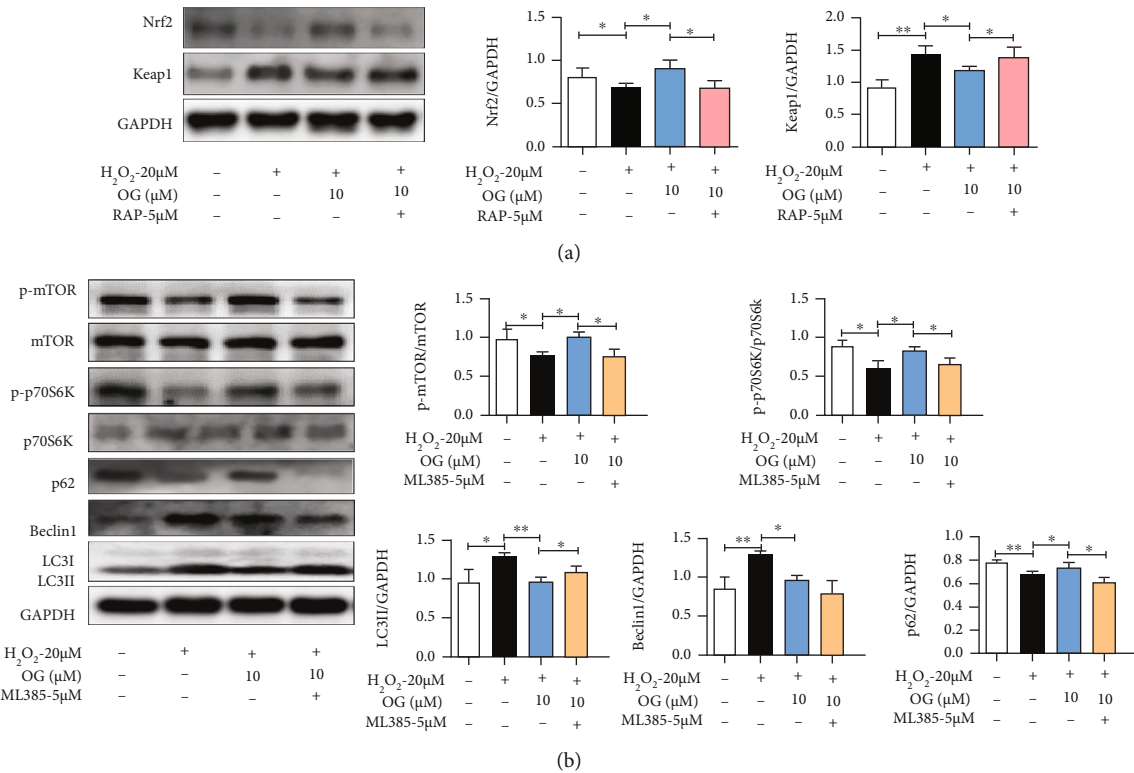 Nrf2
Keap1
GAPDH
H2O2-20μM – + + +
OG (μM) – – 10 10
RAP-5μM – – – +
Nrf2/GAPDH
1.5
1.0
0.5
0.0
* * *
H2O2-20μM – + + +
OG (μM) – – 10 10
RAP-5μM – – – +
Keap1/GAPDH
2.0
1.5
1.0
0.5
0.0
** * *
H2O2-20μM – + + +
OG (μM) – – 10 10
RAP-5μM – – – +
(a)
p-mTOR
mTOR
p-p70S6K
p70S6K
p62
Beclin1
LC3I
LC3II
GAPDH
H2O2-20μM – + + +
OG (μM) – – 10 10
ML385-5μM – – – +
p-mTOR/mTOR
1.5
1.0
0.5
0.0
* * *
H2O2-20μM – + + +
OG (μM) – – 10 10
ML385-5μM – – – +
p-p70S6K/p70S6k
1.5
1.0
0.5
0.0
* * *
H2O2-20μM – + + +
OG (μM) – – 10 10
ML385-5μM – – – +
LC3II/GAPDH
1.5
1.0
0.5
0.0
* ** *
H2O2-20μM – + + +
OG (μM) – – 10 10
ML385-5μM – – – +
Beclin1/GAPDH
1.5
1.0
0.5
0.0
** *
H2O2-20μM – + + +
OG (μM) – – 10 10
ML385-5μM – – – +
p62/GAPDH
1.0
0.8
0.6
0.4
0.2
0.0
** * *
H2O2-20μM – + + +
OG (μM) – – 10 10
ML385-5μM – – – +
(b)